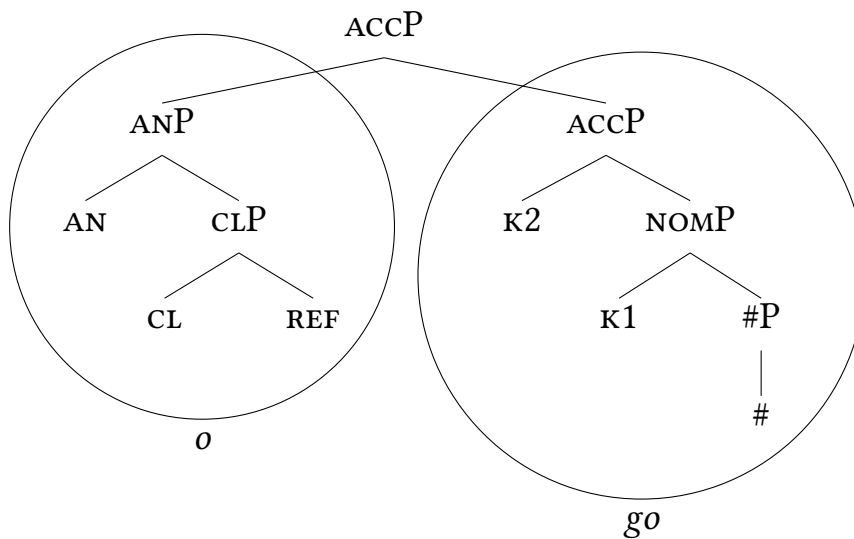 ACCP
ANP ACCP
AN CLP K2 NOMP
CL REF K1 #P
#
o
go